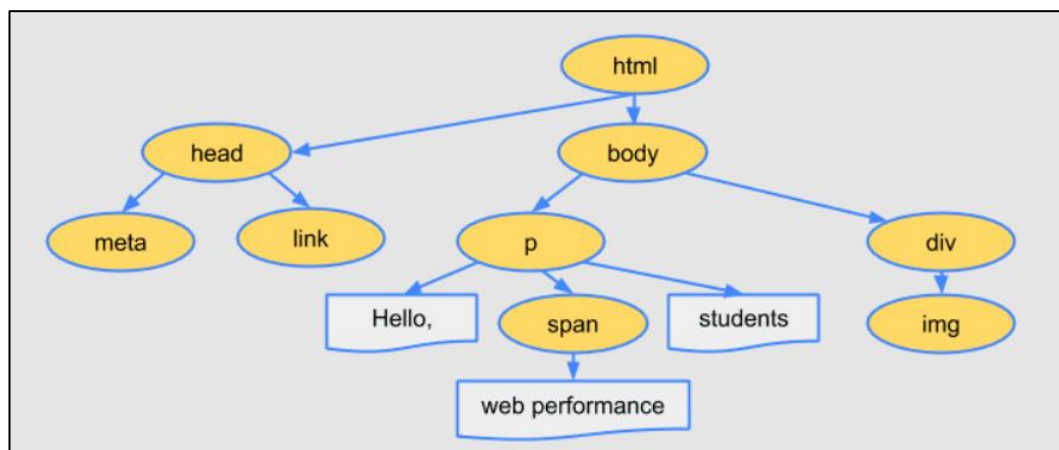 html
head
body
meta
link
p
div
Hello,
span
students
img
web performance